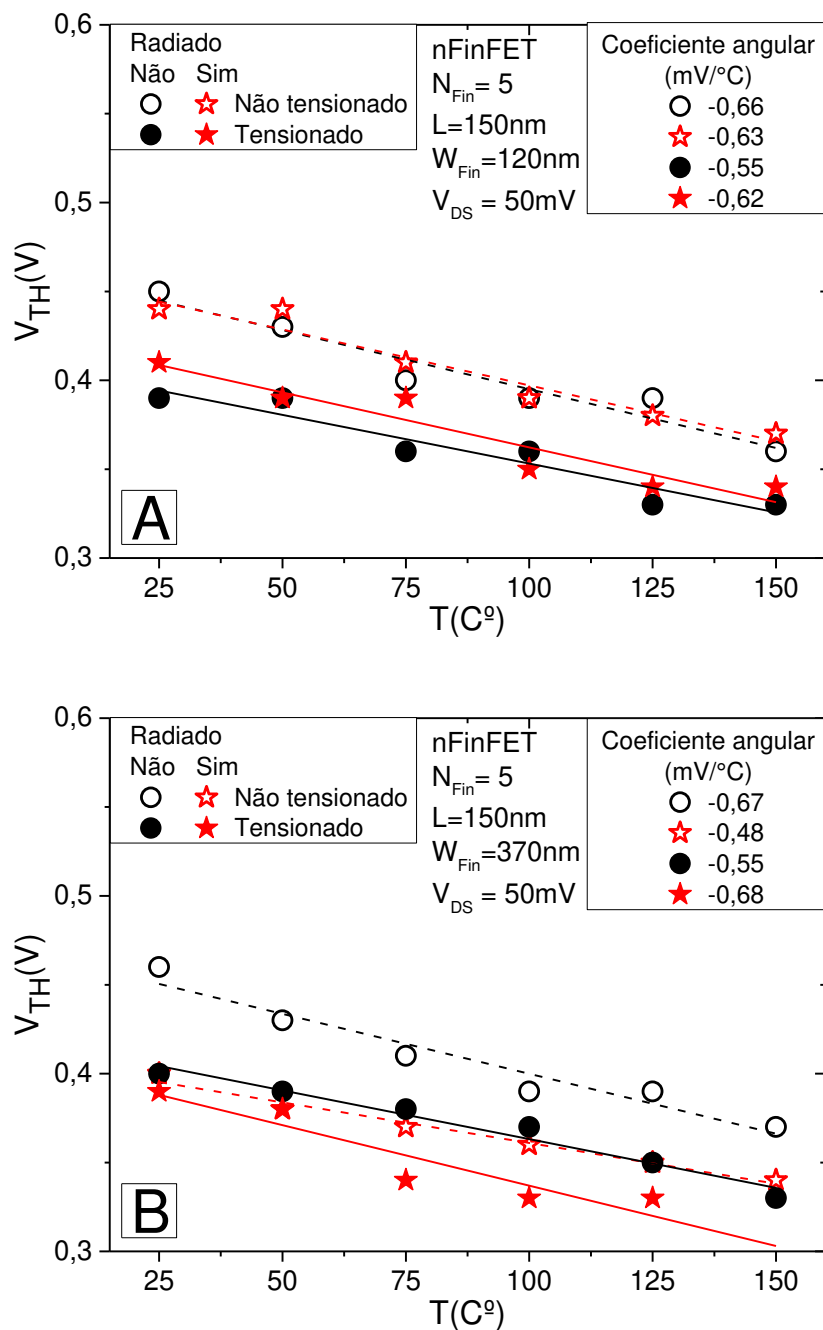 0,6
0,5
0,4
0,3
V_TH(V)
Radiado
Não Sim
Não tensionado
Tensionado
nFinFET
N_Fin= 5
L=150nm
W_Fin=120nm
V_DS = 50mV
Coeficiente angular
(mV/°C)
-0,66
-0,63
-0,55
-0,62
A
25 50 75 100 125 150
T(Cº)
0,6
0,5
0,4
0,3
V_TH(V)
Radiado
Não Sim
Não tensionado
Tensionado
nFinFET
N_Fin= 5
L=150nm
W_Fin=370nm
V_DS = 50mV
Coeficiente angular
(mV/°C)
-0,67
-0,48
-0,55
-0,68
B
25 50 75 100 125 150
T(Cº)